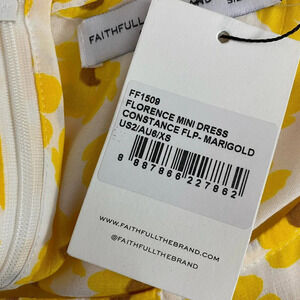 FAITHFULL
FF1509
FLORENCE MINI DRESS
CONSTANCE FLP- MARIGOLD
US2/AU6/XS
8 887866 227862
WWW.FAITHFULLTHEBRAND.COM
@FAITHFULLTHEBRAND